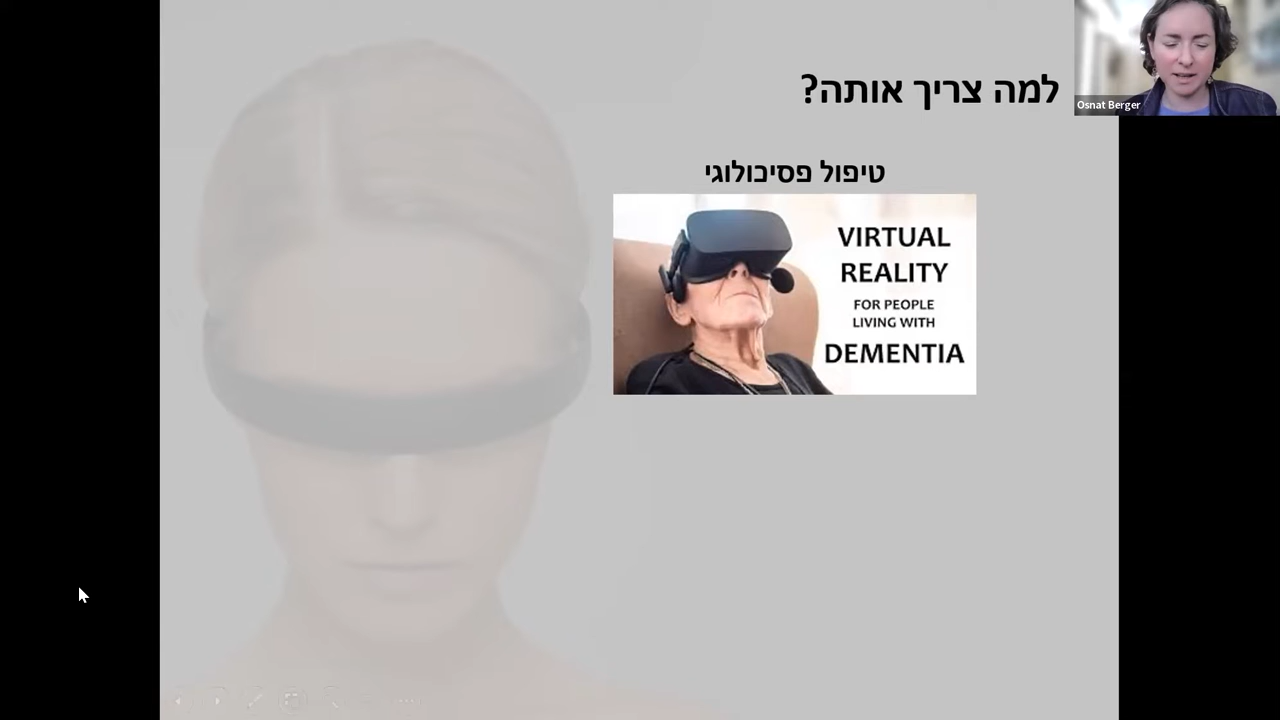 למה צריך אותה?
Osnat Berger
טיפול פסיכולוגי
VIRTUAL
REALITY
FOR PEOPLE
LIVING WITH
DEMENTIA